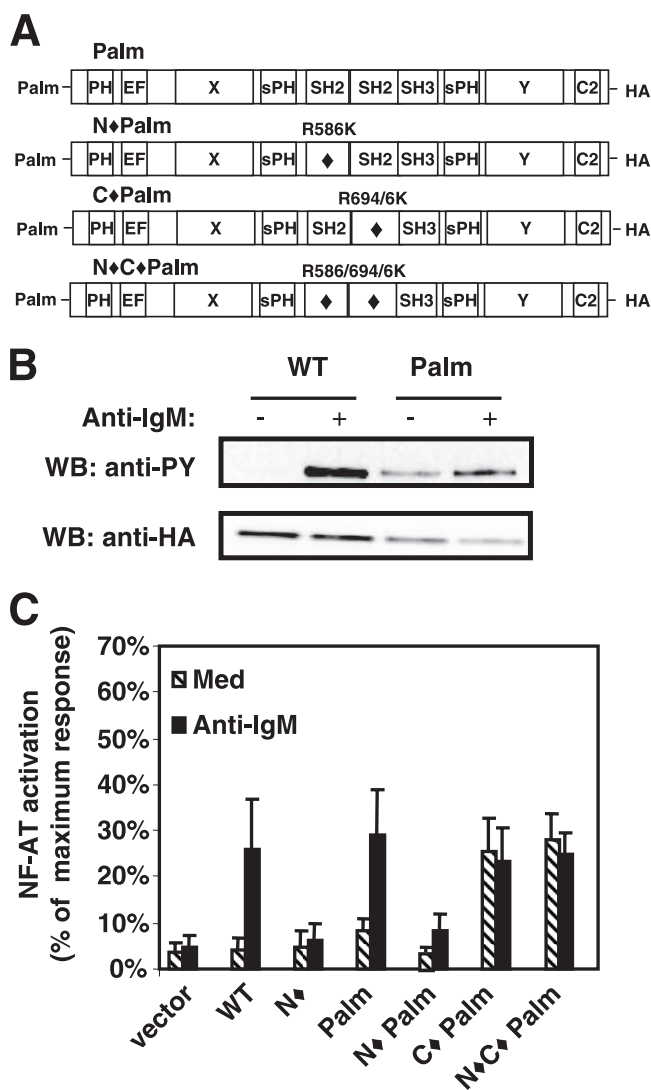 A
Palm
Palm PH EF X sPH SH2 SH2 SH3 sPH Y C2 HA
N♦Palm
R586K
Palm PH EF X sPH ♦ SH2 SH3 sPH Y C2 HA
C♦Palm
R694/6K
Palm PH EF X sPH SH2 ♦ SH3 sPH Y C2 HA
N♦C♦Palm
R586/694/6K
Palm PH EF X sPH ♦ ♦ SH3 sPH Y C2 HA
B
WT Palm
Anti-IgM: - + - +
WB: anti-PY
WB: anti-HA
C
NF-AT activation
(% of maximum response)
70%
60%
50%
40%
30%
20%
10%
0%
Med
Anti-IgM
vector
WT
N♦
Palm
N♦ Palm
C♦ Palm
N♦C♦ Palm